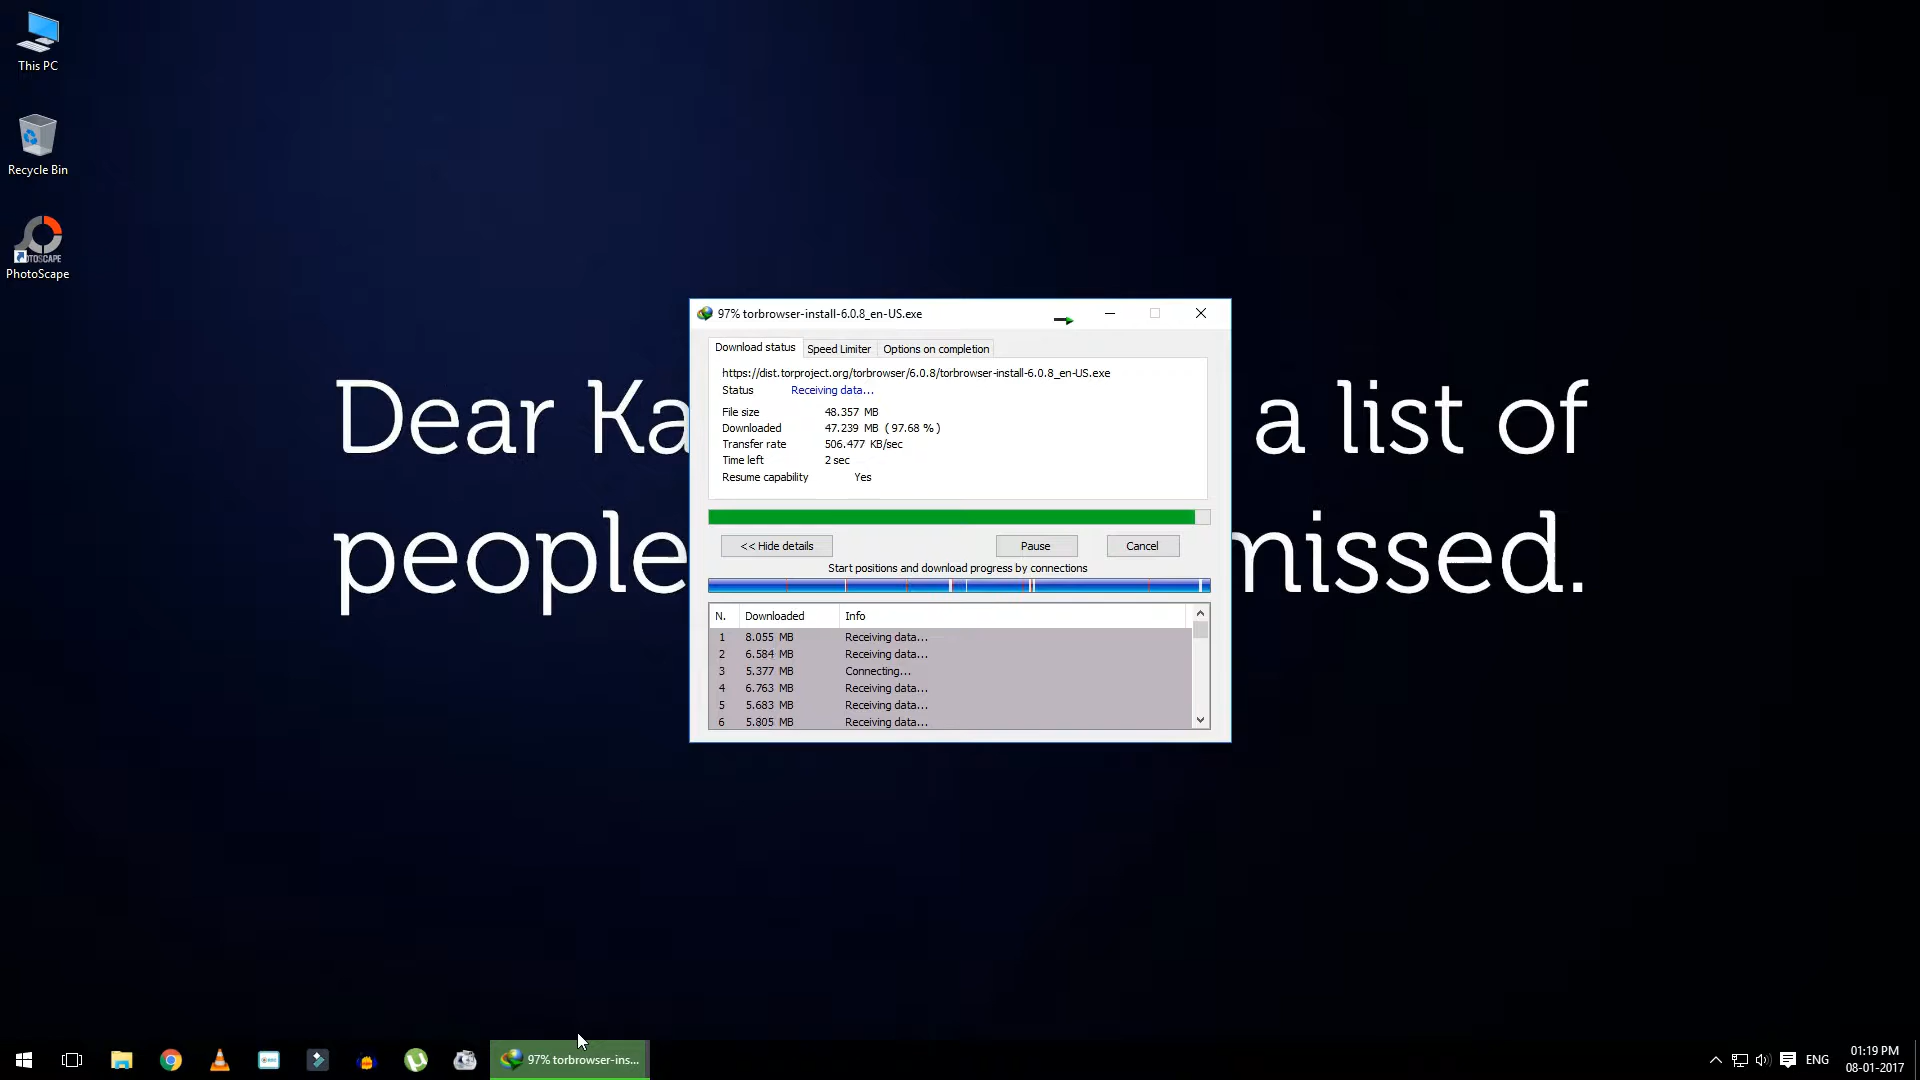 This PC
Recycle Bin
PhotoScape
97% torbrowser-install-6.0.8_en-US.exe
Download status
Speed Limiter
Options on completion
https://dist.torproject.org/torbrowser/6.0.8/torbrowser-install-6.0.8_en-US.exe
Status Receiving data...
File size 48.357 MB
Downloaded 47.239 MB ( 97.68 % )
Transfer rate 506.477 KB/sec
Time left 2 sec
Resume capability Yes
<< Hide details
Pause
Cancel
Start positions and download progress by connections
N. Downloaded Info
1 8.055 MB Receiving data...
2 6.584 MB Receiving data...
3 5.377 MB Connecting...
4 6.763 MB Receiving data...
5 5.683 MB Receiving data...
6 5.805 MB Receiving data...
Dear Ka a list of
people missed.
97% torbrowser-ins...
ENG
01:19 PM
08-01-2017